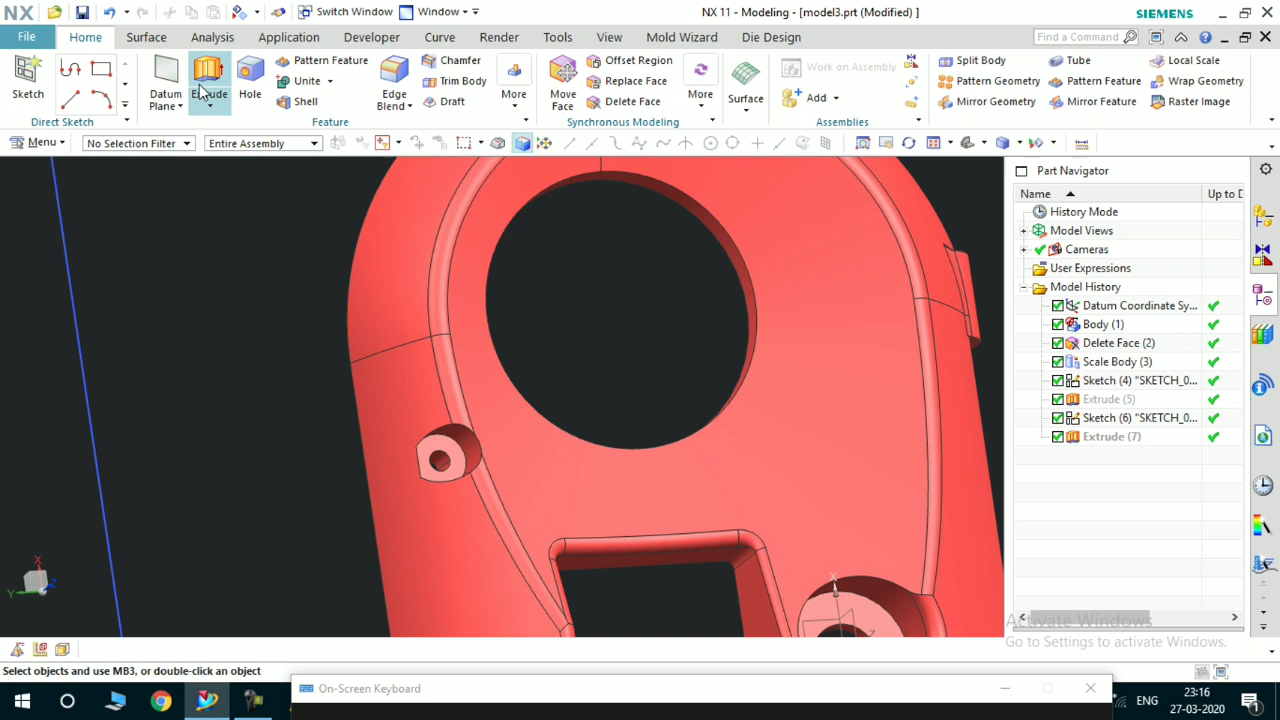 NX
Switch Window
Window
NX 11 - Modeling - [model3.prt (Modified) ]
SIEMENS
File
Home
Surface
Analysis
Application
Developer
Curve
Render
Tools
View
Mold Wizard
Die Design
Find a Command
Sketch
Direct Sketch
Datum
Plane
Extrude
Hole
Pattern Feature
Unite
Shell
Edge
Blend
Chamfer
Trim Body
Draft
More
Feature
Move
Face
Offset Region
Replace Face
Delete Face
More
Synchronous Modeling
Surface
Work on Assembly
Add
Assemblies
Split Body
Pattern Geometry
Mirror Geometry
Tube
Pattern Feature
Mirror Feature
Local Scale
Wrap Geometry
Raster Image
Menu
No Selection Filter
Entire Assembly
Part Navigator
Name
Up to D
History Mode
Model Views
Cameras
User Expressions
Model History
Datum Coordinate Sy...
Body (1)
Delete Face (2)
Scale Body (3)
Sketch (4) "SKETCH_0...
Extrude (5)
Sketch (6) "SKETCH_0...
Extrude (7)
X
Y
Z
X
Activate Windows
Go to Settings to activate Windows.
Select objects and use MB3, or double-click an object
On-Screen Keyboard
ENG
23:16
27-03-2020
1